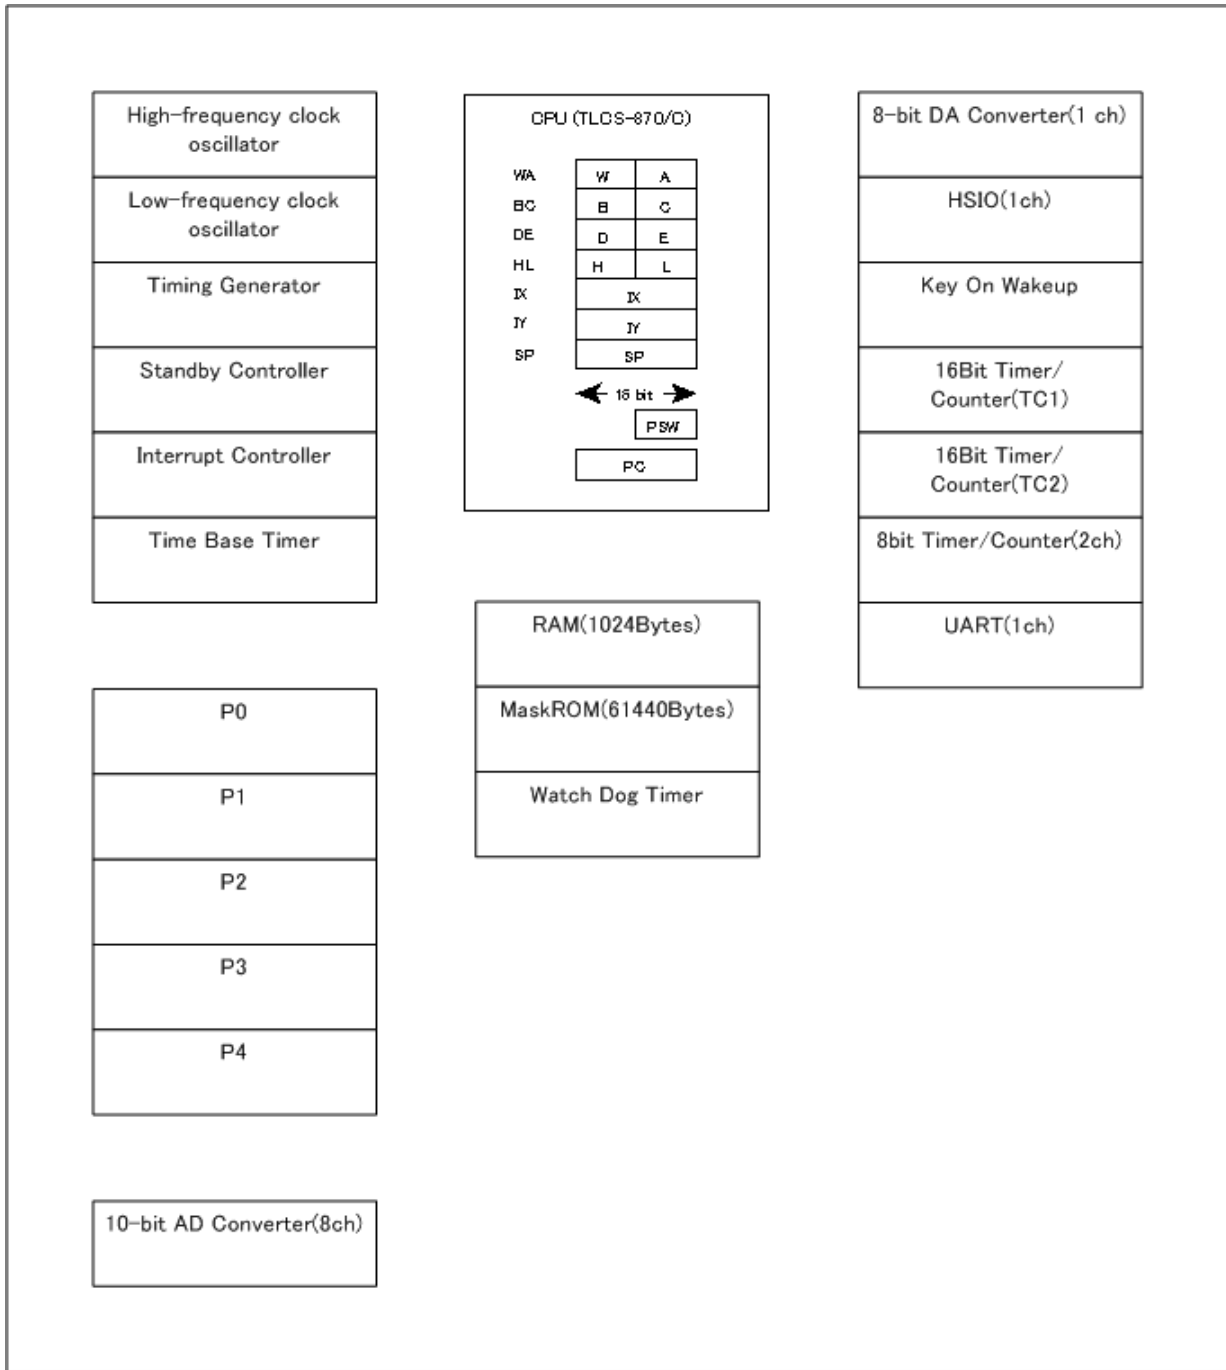 High-frequency clock
oscillator
Low-frequency clock
oscillator
Timing Generator
Standby Controller
Interrupt Controller
Time Base Timer
P0
P1
P2
P3
P4
10-bit AD Converter(8ch)
CPU (TLCS-870/C)
WA W A
BC B C
DE D E
HL H L
IX IX
IY IY
SP SP
16 bit
PSW
PC
RAM(1024Bytes)
MaskROM(61440Bytes)
Watch Dog Timer
8-bit DA Converter(1 ch)
HSIO(1ch)
Key On Wakeup
16Bit Timer/
Counter(TC1)
16Bit Timer/
Counter(TC2)
8bit Timer/Counter(2ch)
UART(1ch)